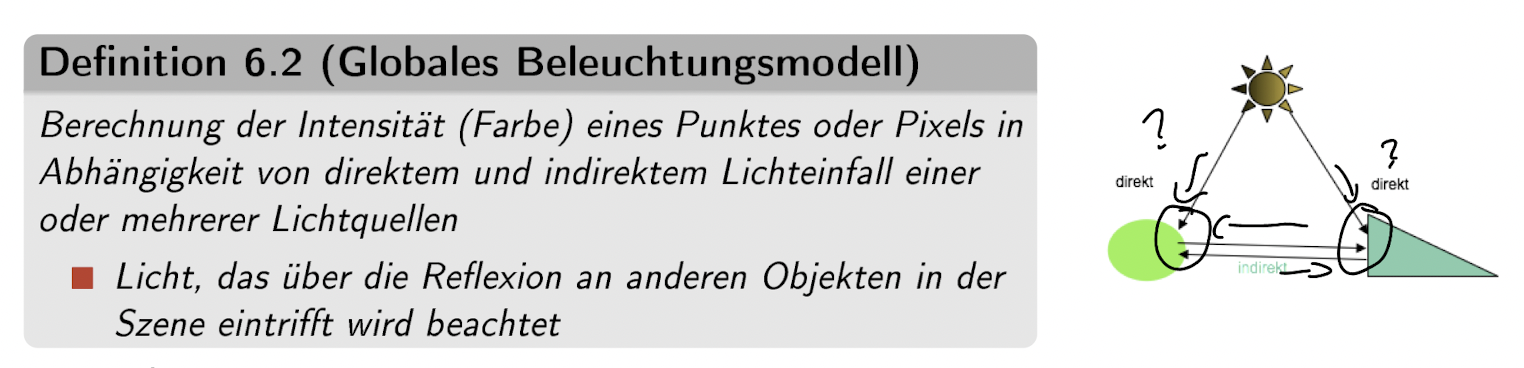 Definition 6.2 (Globales Beleuchtungsmodell)
Berechnung der Intensität (Farbe) eines Punktes oder Pixels in
Abhängigkeit von direktem und indirektem Lichteinfall einer
oder mehrerer Lichtquellen
Licht, das über die Reflexion an anderen Objekten in der
Szene eintrifft wird beachtet
?
?
direkt
direkt
indirekt